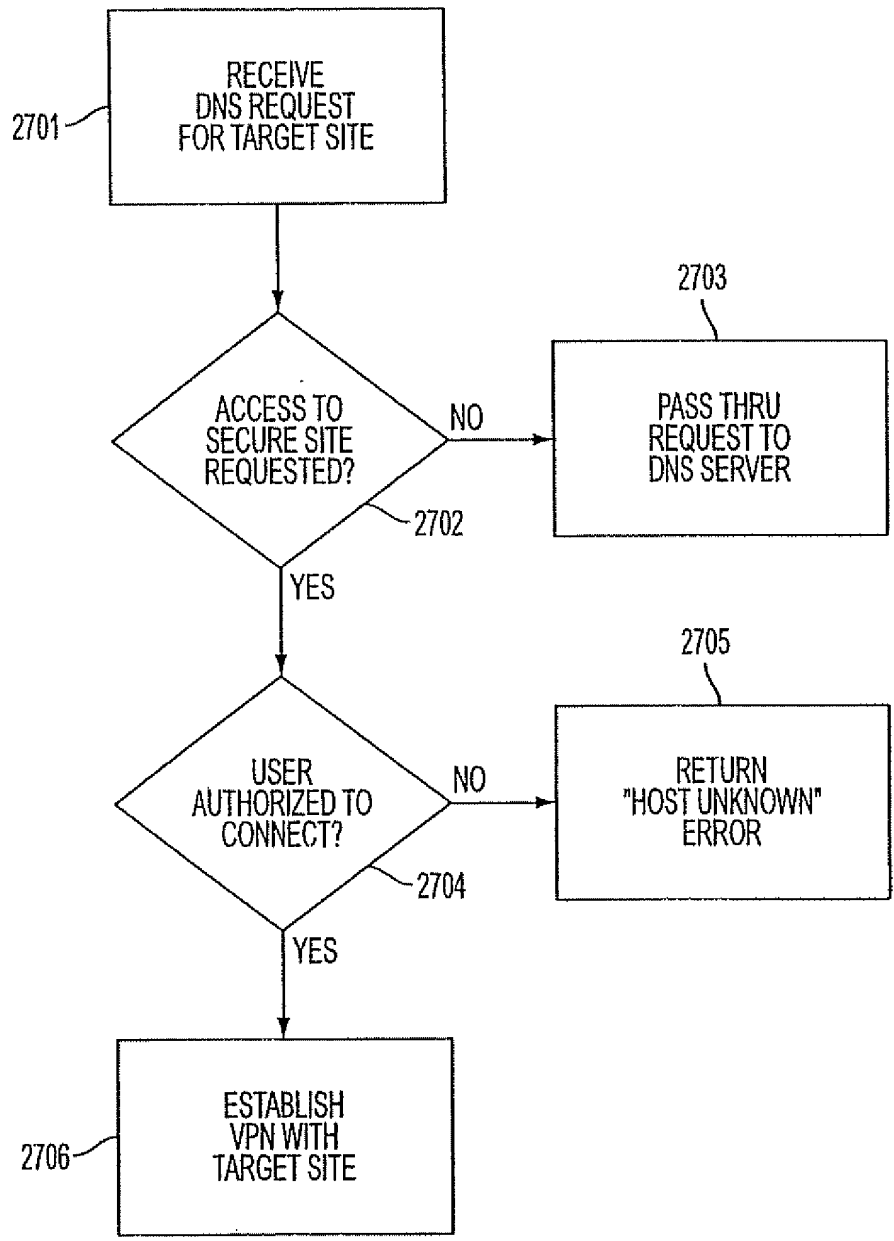 RECEIVE
DNS REQUEST
FOR TARGET SITE
2701
2703
ACCESS TO
SECURE SITE
REQUESTED?
NO
PASS THRU
REQUEST TO
DNS SERVER
2702
YES
2705
USER
AUTHORIZED TO
CONNECT?
NO
RETURN
"HOST UNKNOWN"
ERROR
2704
YES
ESTABLISH
VPN WITH
TARGET SITE
2706